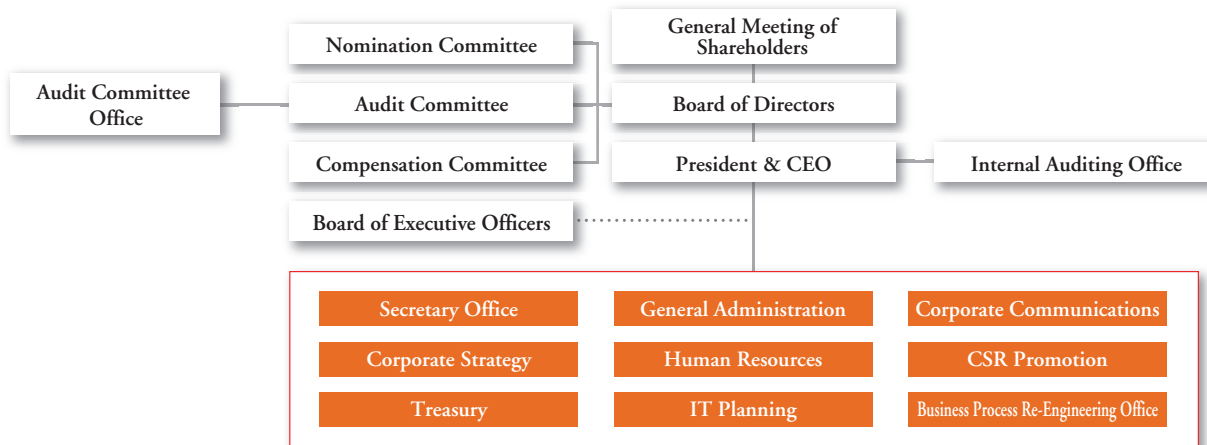 Nomination Committee
General Meeting of
Shareholders
Audit Committee
Office
Audit Committee
Board of Directors
Compensation Committee
President & CEO
Internal Auditing Office
Board of Executive Officers
Secretary Office
General Administration
Corporate Communications
Corporate Strategy
Human Resources
CSR Promotion
Treasury
IT Planning
Business Process Re-Engineering Office